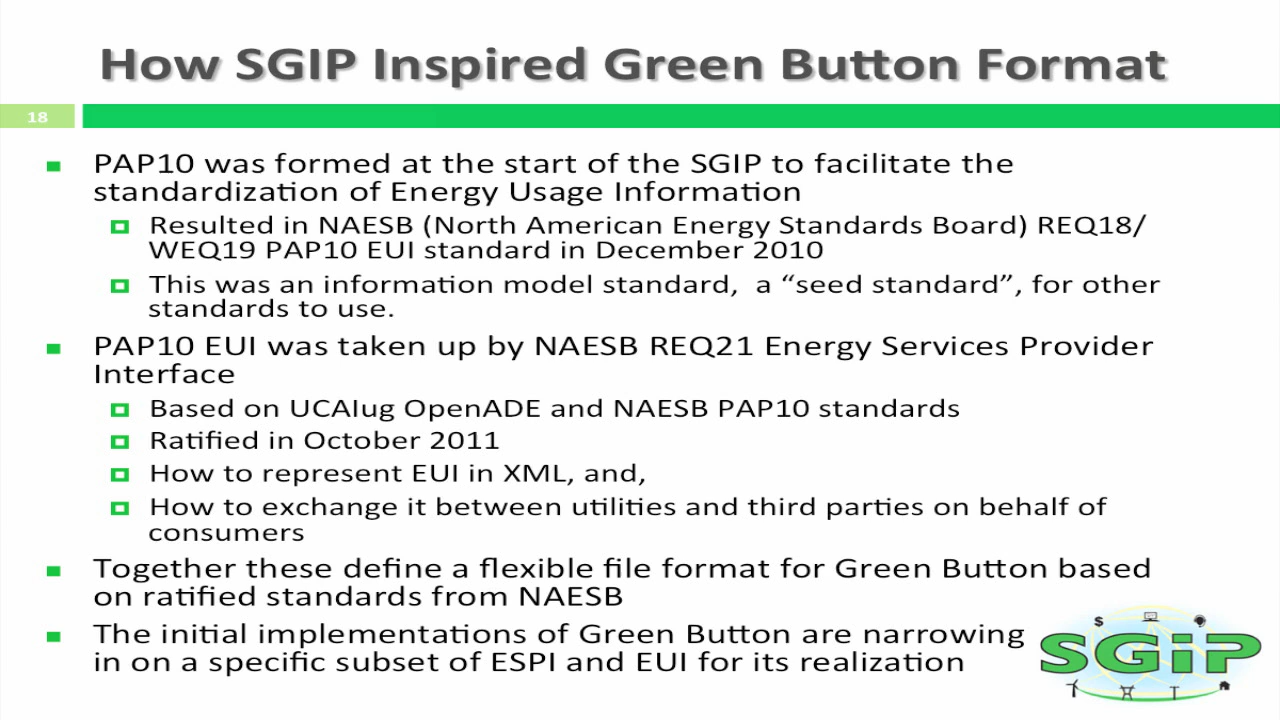 How SGIP Inspired Green Button Format
18
PAP10 was formed at the start of the SGIP to facilitate the
standardization of Energy Usage Information
Resulted in NAESB (North American Energy Standards Board) REQ18/
WEQ19 PAP10 EUI standard in December 2010
This was an information model standard, a “seed standard”, for other
standards to use.
PAP10 EUI was taken up by NAESB REQ21 Energy Services Provider
Interface
Based on UCAIug OpenADE and NAESB PAP10 standards
Ratified in October 2011
How to represent EUI in XML, and,
How to exchange it between utilities and third parties on behalf of
consumers
Together these define a flexible file format for Green Button based
on ratified standards from NAESB
The initial implementations of Green Button are narrowing
in on a specific subset of ESPI and EUI for its realization
$
SGiP